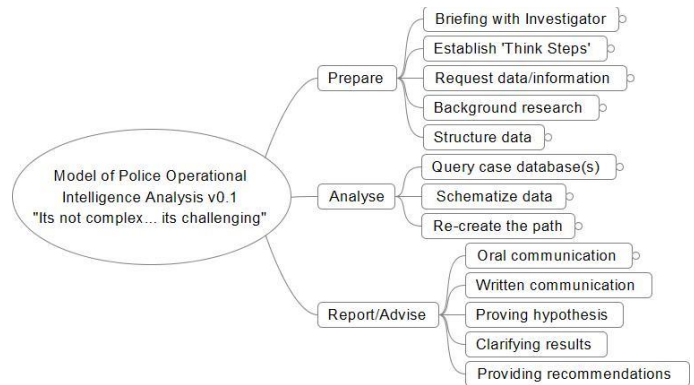 Model of Police Operational
Intelligence Analysis v0.1
"Its not complex... its challenging"
Prepare
Briefing with Investigator
Establish 'Think Steps'
Request data/information
Background research
Structure data
Analyse
Query case database(s)
Schematize data
Re-create the path
Report/Advise
Oral communication
Written communication
Proving hypothesis
Clarifying results
Providing recommendations